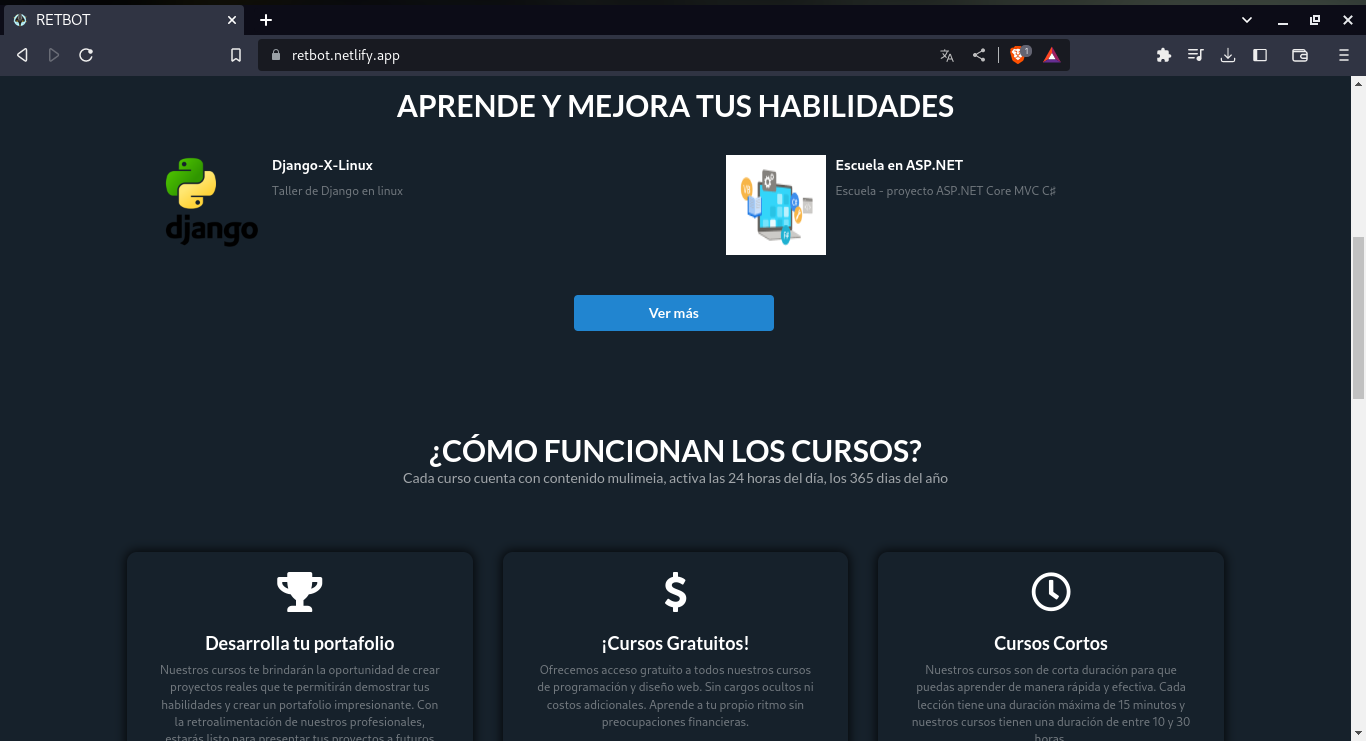 RETBOT
retbot.netlify.app
1
APRENDE Y MEJORA TUS HABILIDADES
django
Django-X-Linux
Taller de Django en linux
Escuela en ASP.NET
Escuela - proyecto ASP.NET Core MVC C♯
Ver más
¿CÓMO FUNCIONAN LOS CURSOS?
Cada curso cuenta con contenido mulimeia, activa las 24 horas del día, los 365 dias del año
Desarrolla tu portafolio
Nuestros cursos te brindarán la oportunidad de crear
proyectos reales que te permitirán demostrar tus
habilidades y crear un portafolio impresionante. Con
la retroalimentación de nuestros profesionales,
estarás listo para presentar tus proyectos a futuros
¡Cursos Gratuitos!
Ofrecemos acceso gratuito a todos nuestros cursos
de programación y diseño web. Sin cargos ocultos ni
costos adicionales. Aprende a tu propio ritmo sin
preocupaciones financieras.
Cursos Cortos
Nuestros cursos son de corta duración para que
puedas aprender de manera rápida y efectiva. Cada
lección tiene una duración máxima de 15 minutos y
nuestros cursos tienen una duración de entre 10 y 30
horas.